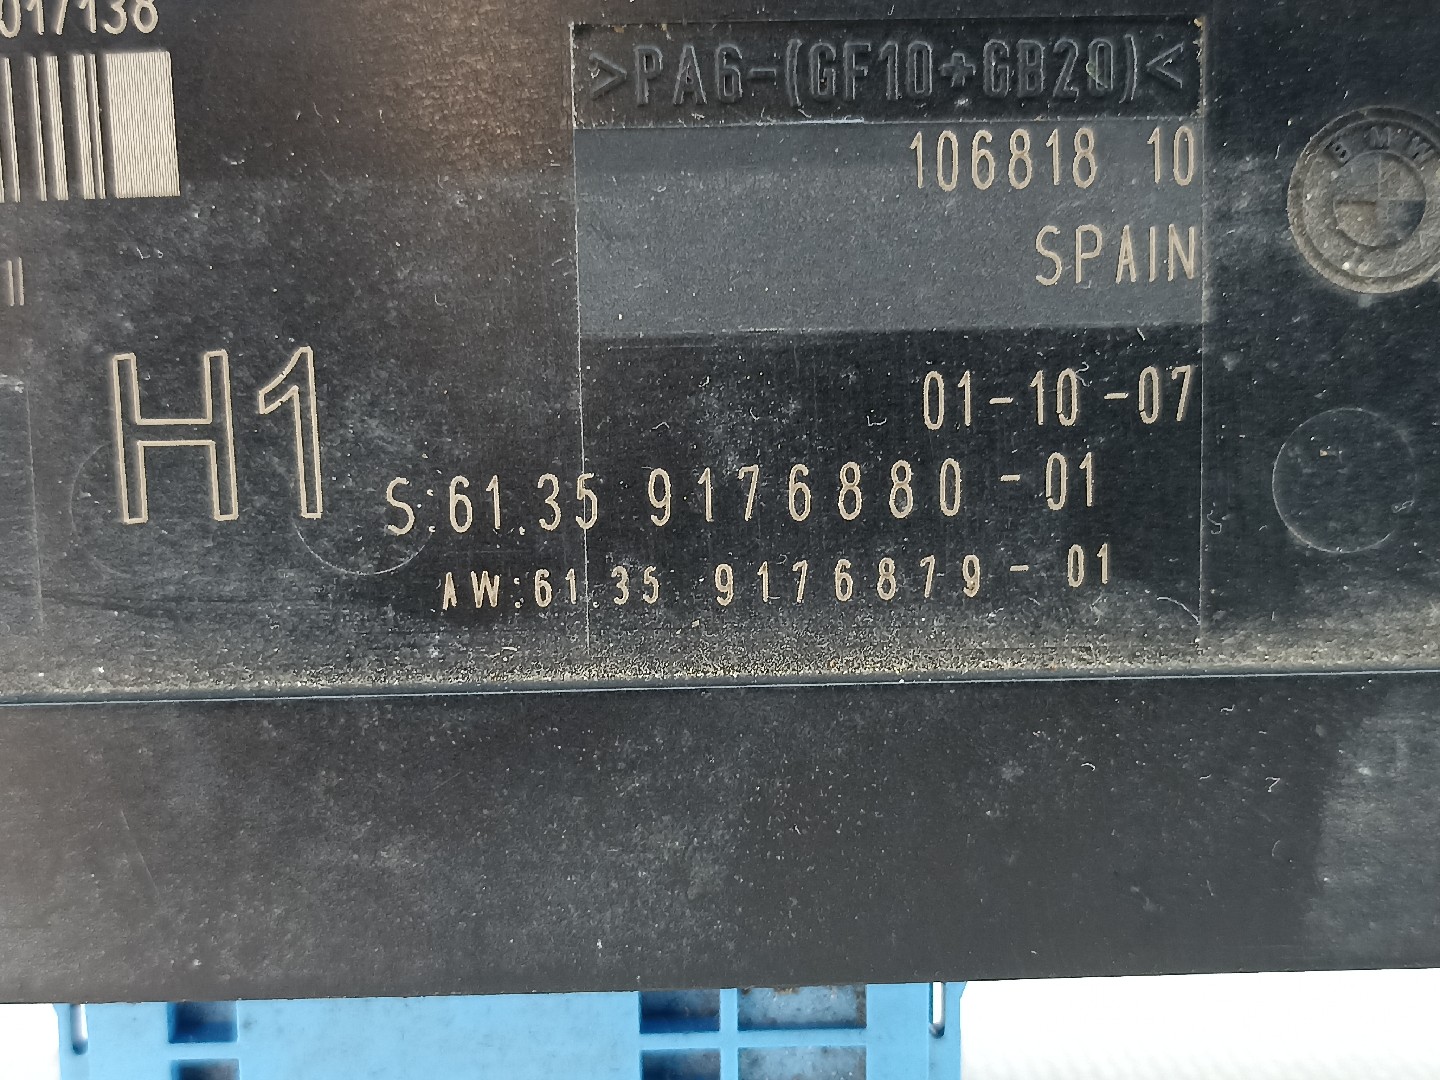 017138
>PA6-(GF10+GB20)<
106818 10
BMW
SPAIN
H1
01-10-07
S:61.35 9176880-01
AW:61.35 9176879-01